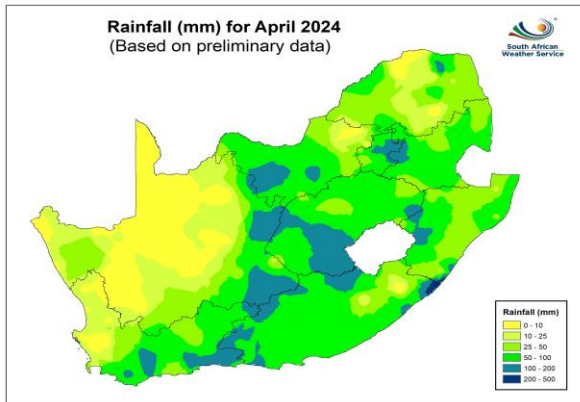 Rainfall (mm) for April 2024
(Based on preliminary data)
South African
Weather Service
Rainfall (mm)
0 - 10
10 - 25
25 - 50
50 - 100
100 - 200
200 - 500